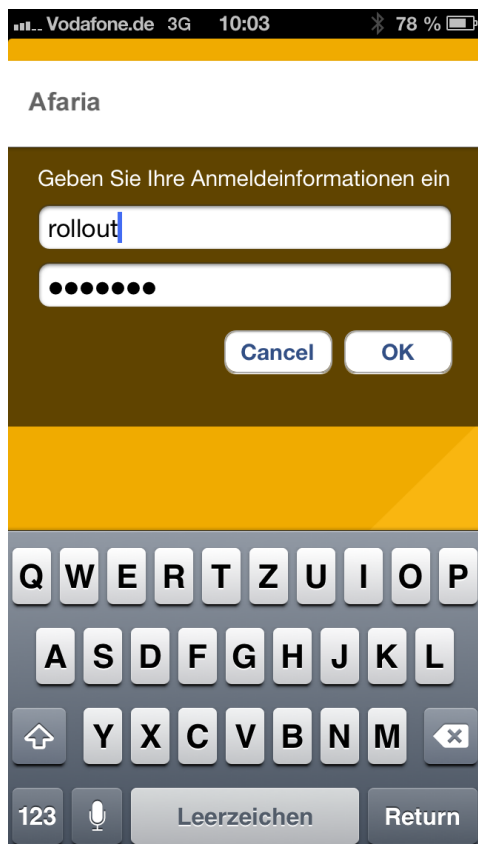 Vodafone.de 3G 10:03 78 %
Afaria
Geben Sie Ihre Anmeldeinformationen ein
rollout
●●●●●●●
Cancel OK
Q W E R T Z U I O P
A S D F G H J K L
Y X C V B N M
123 Leerzeichen Return